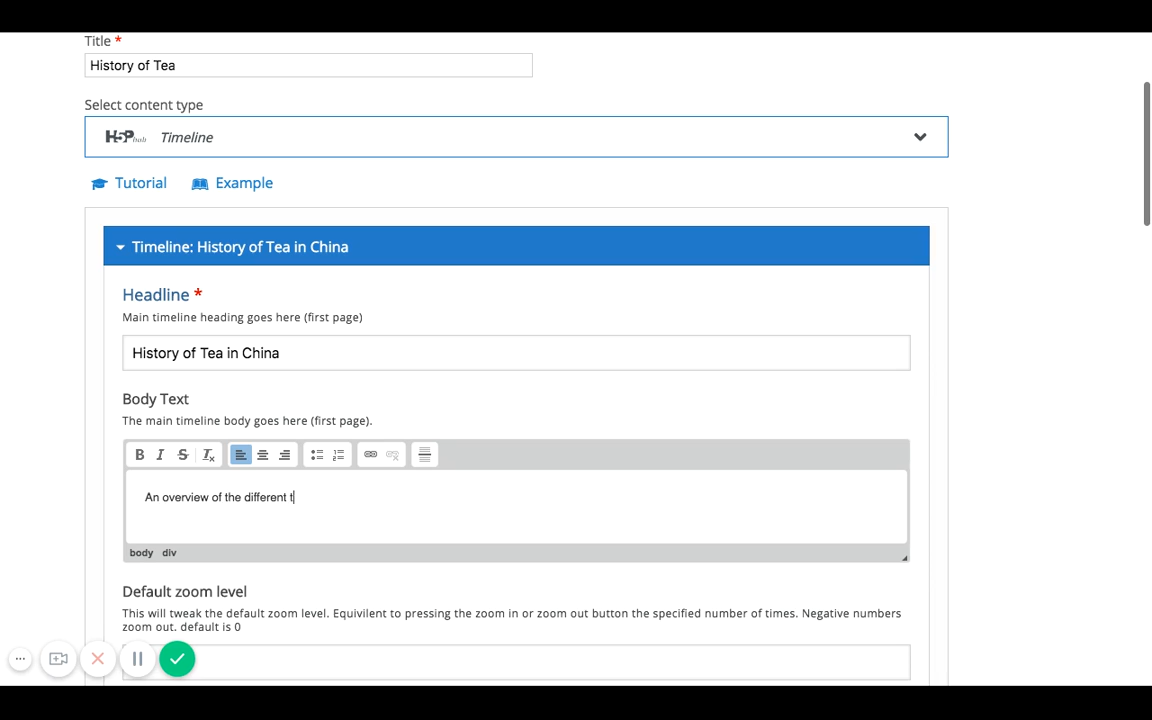 Title *
History of Tea
Select content type
H5P hub Timeline
Tutorial Example
Timeline: History of Tea in China
Headline *
Main timeline heading goes here (first page)
History of Tea in China
Body Text
The main timeline body goes here (first page).
B I S Tx
An overview of the different t
body div
Default zoom level
This will tweak the default zoom level. Equivilent to pressing the zoom in or zoom out button the specified number of times. Negative numbers
zoom out. default is 0